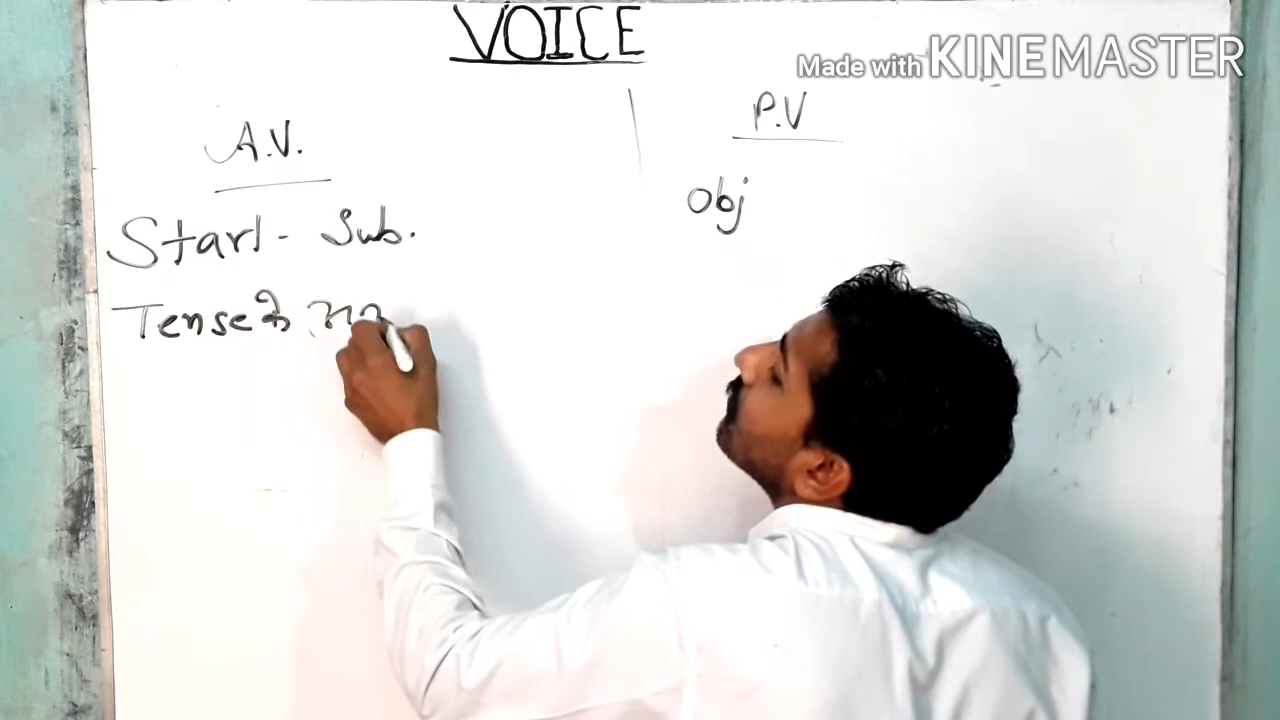 VOICE
Made with KINEMASTER
A.V.
P.V
Start - Sub.
Obj
Tense के